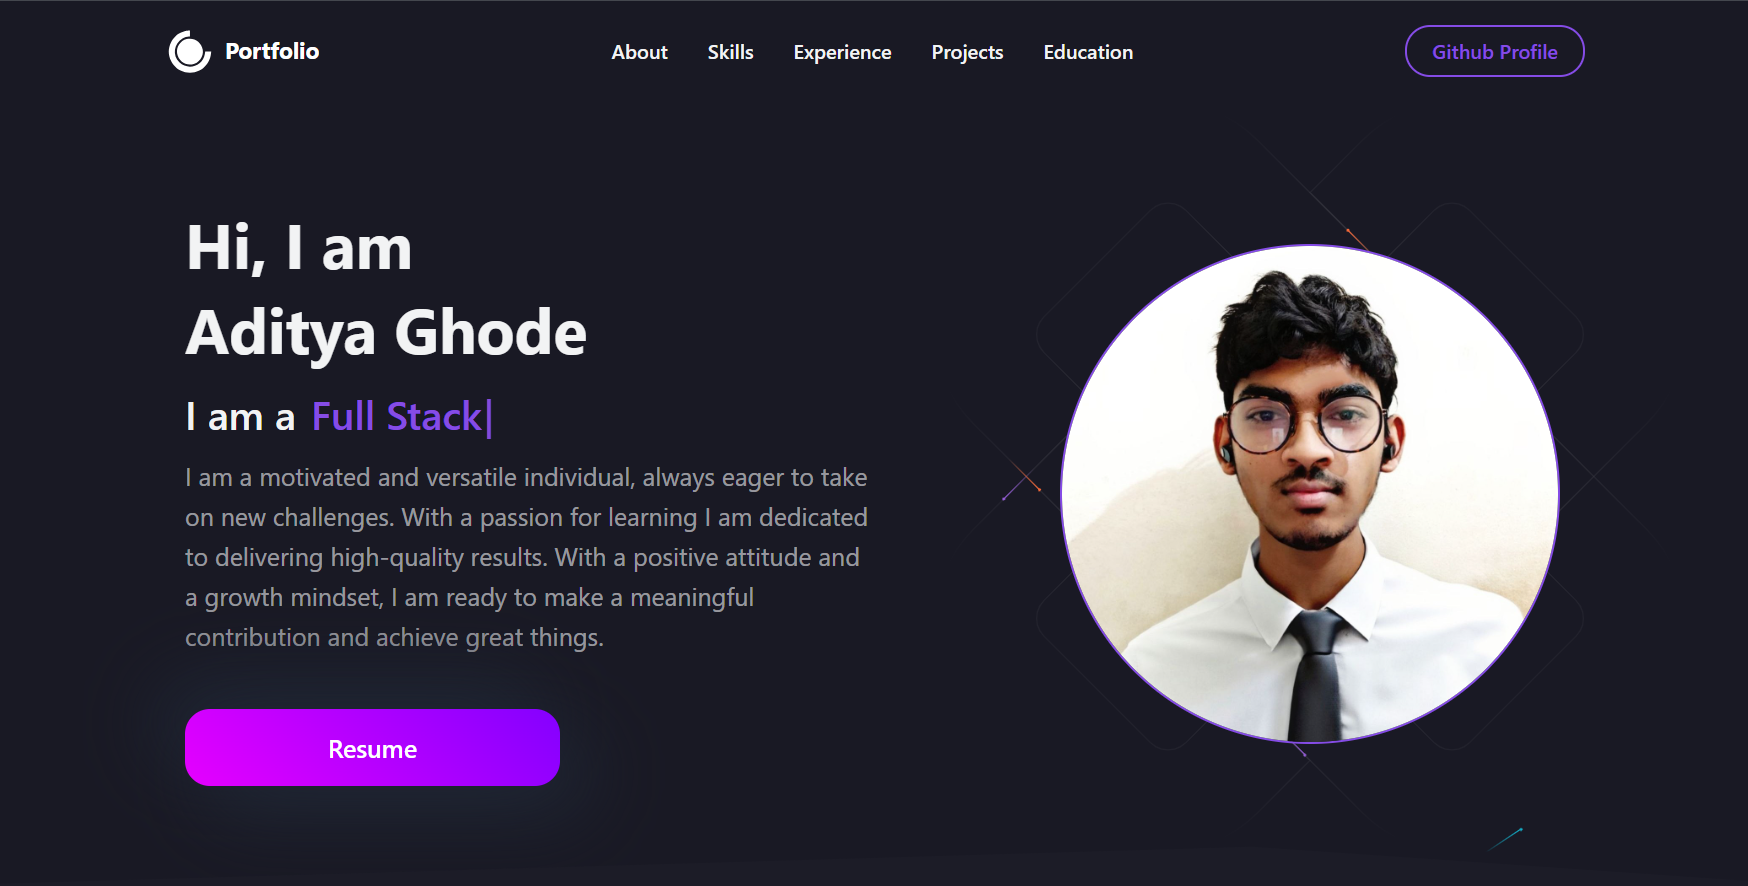 Portfolio
About
Skills
Experience
Projects
Education
Github Profile
Hi, I am
Aditya Ghode
I am a Full Stack|
I am a motivated and versatile individual, always eager to take
on new challenges. With a passion for learning I am dedicated
to delivering high-quality results. With a positive attitude and
a growth mindset, I am ready to make a meaningful
contribution and achieve great things.
Resume